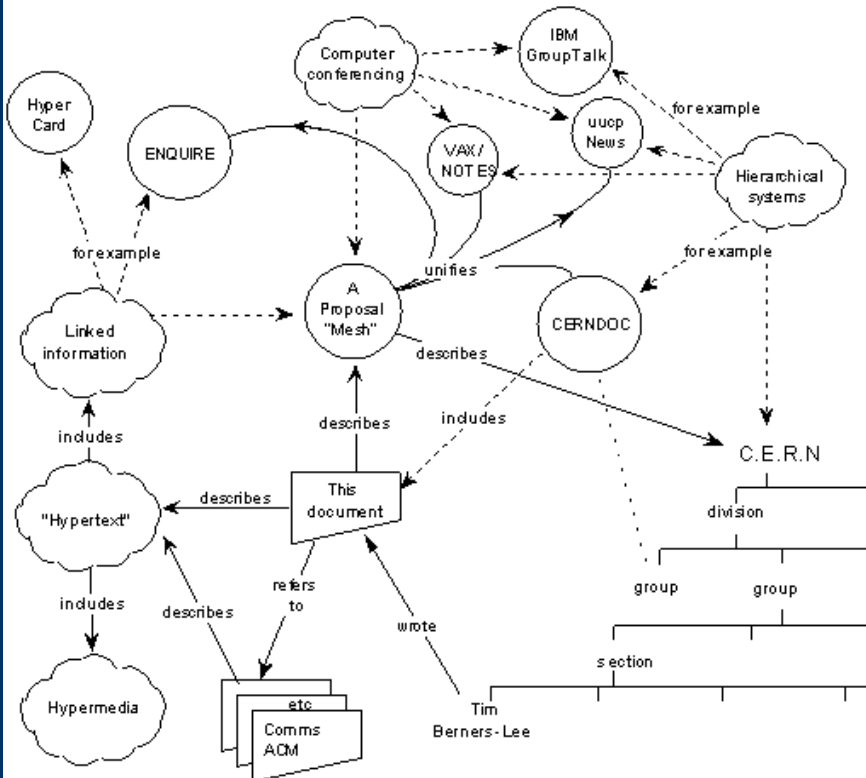 IBM
GroupTalk
Computer
conferencing
Hyper
Card
for example
uucp
News
ENQUIRE
VAX/
NOTES
Hierarchical
systems
for example
for example
unifies
A
Proposal
"Mesh"
CERNDOC
Linked
information
describes
includes
describes
includes
C.E.R.N
This
document
describes
"Hypertext"
division
refers
to
group
group
includes
describes
wrote
section
etc
Hypermedia
Comms
ACM
Tim
Berners-Lee